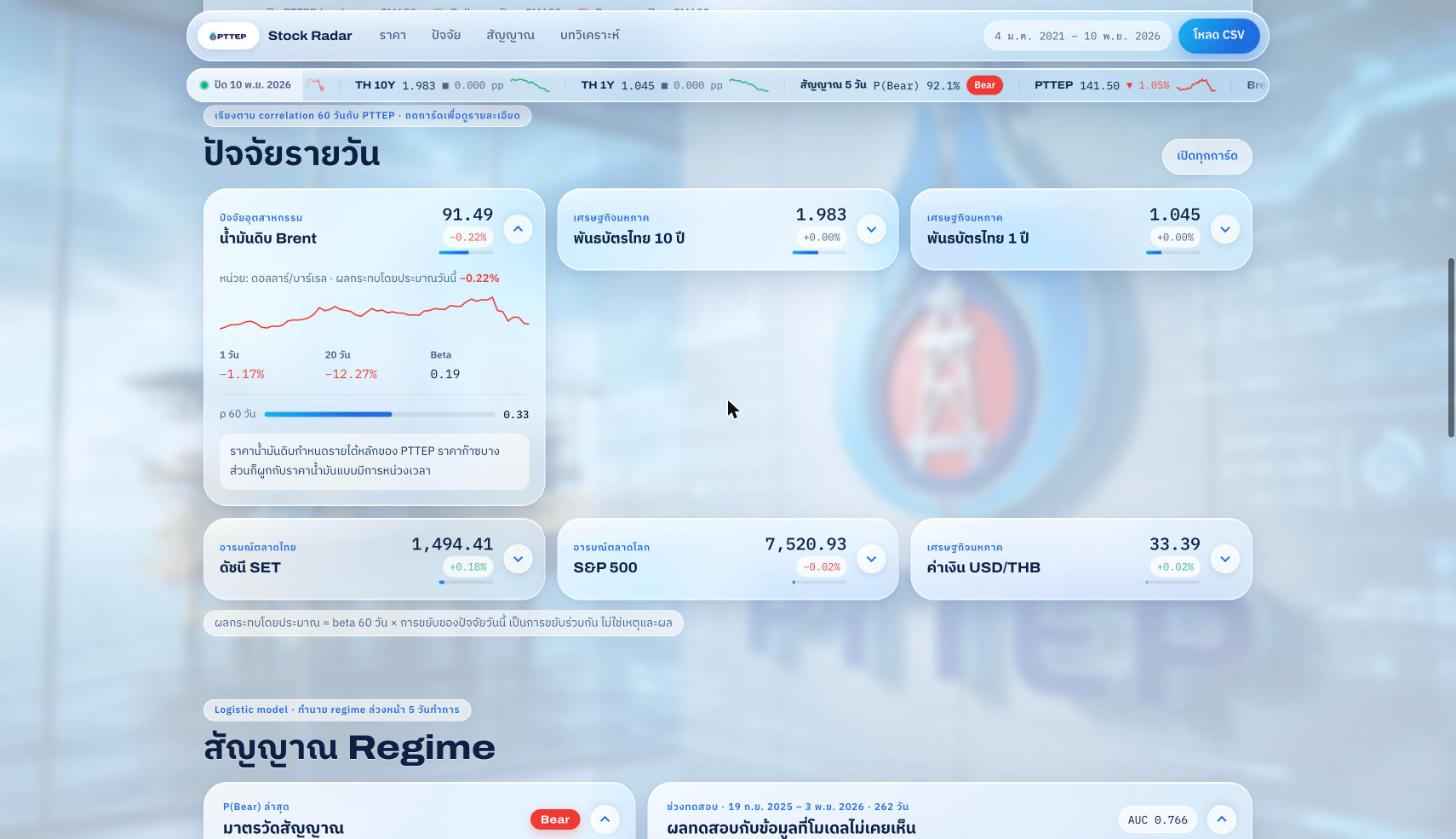 PTTEP
Stock Radar
ราคา
ปัจจัย
สัญญาณ
บทวิเคราะห์
4 ม.ค. 2021 – 10 พ.ย. 2026
โหลด CSV
ปิด 10 พ.ย. 2026
TH 10Y 1.983 ■ 0.000 pp
TH 1Y 1.045 ■ 0.000 pp
สัญญาณ 5 วัน P(Bear) 92.1% Bear
PTTEP 141.50 ▼ 1.05%
Bre
เรียงตาม correlation 60 วันกับ PTTEP · กดการ์ดเพื่อดูรายละเอียด
ปัจจัยรายวัน
เปิดทุกการ์ด
ปัจจัยอุตสาหกรรม
น้ำมันดิบ Brent
91.49
−0.22%
หน่วย: ดอลลาร์/บาร์เรล · ผลกระทบโดยประมาณวันนี้ −0.22%
1 วัน 20 วัน Beta
−1.17% −12.27% 0.19
ρ 60 วัน 0.33
ราคาน้ำมันดิบกำหนดรายได้หลักของ PTTEP ราคาก๊าซบาง
ส่วนก็ผูกกับราคาน้ำมันแบบมีการหน่วงเวลา
เศรษฐกิจมหภาค
พันธบัตรไทย 10 ปี
1.983
+0.00%
เศรษฐกิจมหภาค
พันธบัตรไทย 1 ปี
1.045
+0.00%
อารมณ์ตลาดไทย
ดัชนี SET
1,494.41
+0.18%
อารมณ์ตลาดโลก
S&P 500
7,520.93
−0.02%
เศรษฐกิจมหภาค
ค่าเงิน USD/THB
33.39
+0.02%
ผลกระทบโดยประมาณ = beta 60 วัน × การขยับของปัจจัยวันนี้ เป็นการขยับร่วมกัน ไม่ใช่เหตุและผล
PTTEP
Logistic model · ทำนาย regime ล่วงหน้า 5 วันทำการ
สัญญาณ Regime
P(Bear) ล่าสุด
มาตรวัดสัญญาณ
Bear
ช่วงทดสอบ · 19 ก.ย. 2025 – 3 พ.ย. 2026 · 262 วัน
ผลทดสอบกับข้อมูลที่โมเดลไม่เคยเห็น
AUC 0.766